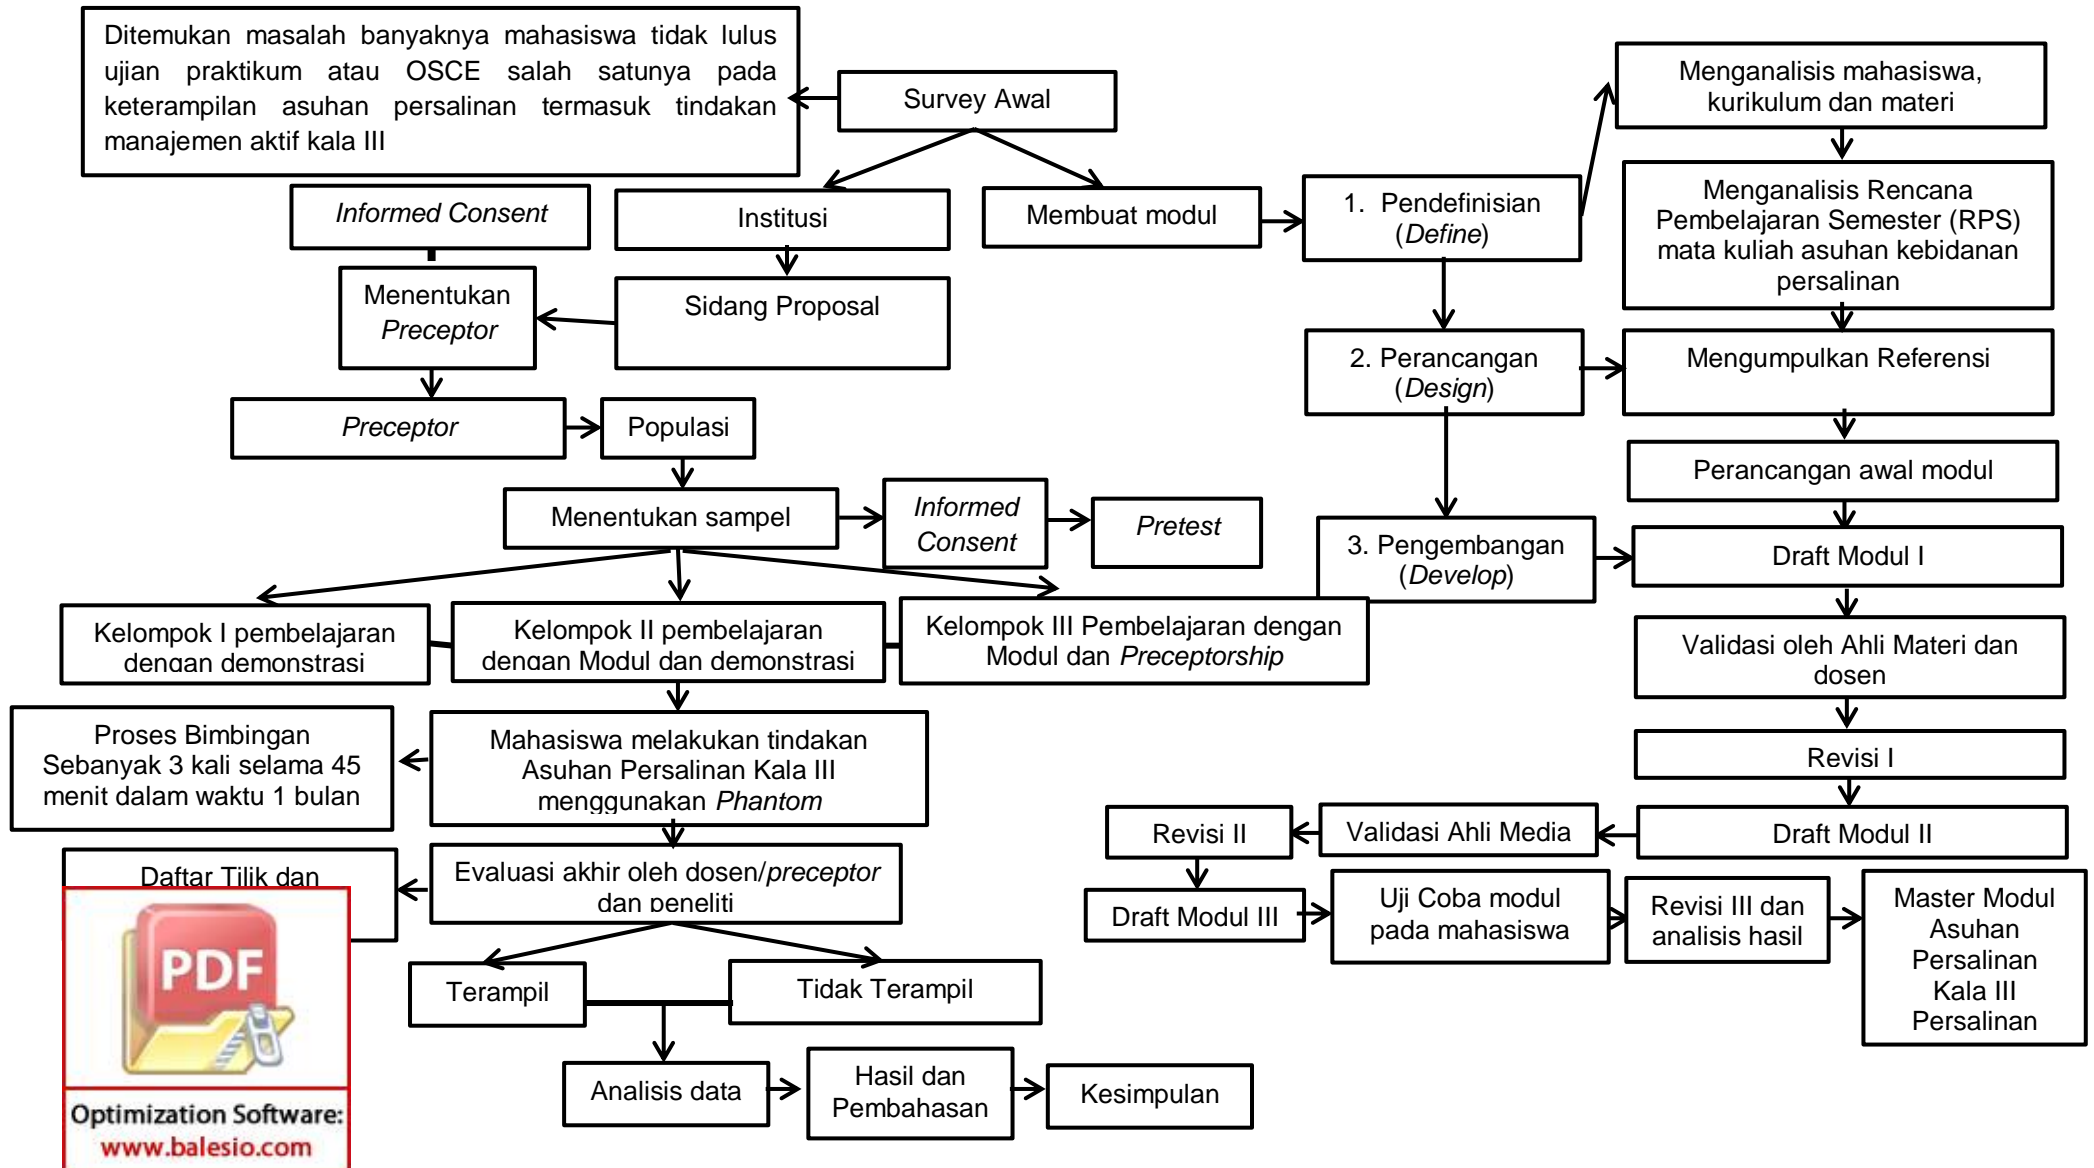 Ditemukan masalah banyaknya mahasiswa tidak lulus
ujian praktikum atau OSCE salah satunya pada
keterampilan asuhan persalinan termasuk tindakan
manajemen aktif kala III
Survey Awal
Menganalisis mahasiswa,
kurikulum dan materi
Informed Consent
Institusi
Membuat modul
1. Pendefinisian
(Define)
Menganalisis Rencana
Pembelajaran Semester (RPS)
mata kuliah asuhan kebidanan
persalinan
Menentukan
Preceptor
Sidang Proposal
2. Perancangan
(Design)
Mengumpulkan Referensi
Preceptor
Populasi
Perancangan awal modul
Menentukan sampel
Informed
Consent
Pretest
3. Pengembangan
(Develop)
Draft Modul I
Kelompok I pembelajaran
dengan demonstrasi
Kelompok II pembelajaran
dengan Modul dan demonstrasi
Kelompok III Pembelajaran dengan
Modul dan Preceptorship
Validasi oleh Ahli Materi dan
dosen
Proses Bimbingan
Sebanyak 3 kali selama 45
menit dalam waktu 1 bulan
Mahasiswa melakukan tindakan
Asuhan Persalinan Kala III
menggunakan Phantom
Revisi I
Revisi II
Validasi Ahli Media
Draft Modul II
Daftar Tilik dan
Evaluasi akhir oleh dosen/preceptor
dan peneliti
Draft Modul III
Uji Coba modul
pada mahasiswa
Revisi III dan
analisis hasil
Master Modul
Asuhan
Persalinan
Kala III
Persalinan
Terampil
Tidak Terampil
Analisis data
Hasil dan
Pembahasan
Kesimpulan
PDF
Optimization Software:
www.balesio.com